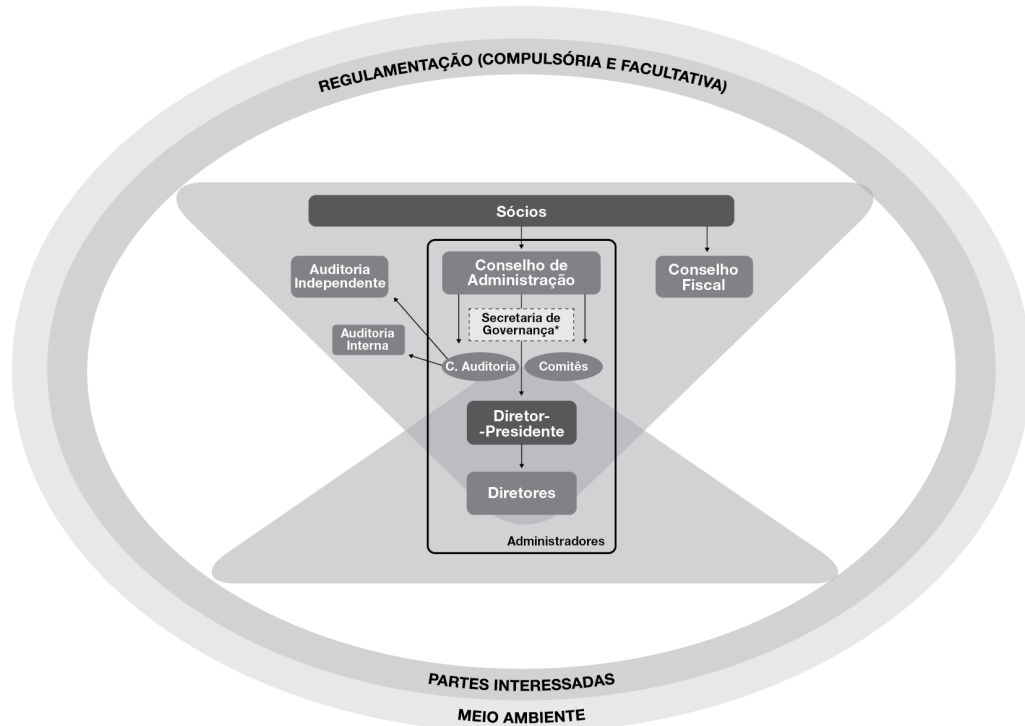 REGULAMENTAÇÃO (COMPULSÓRIA E FACULTATIVA)
Sócios
Auditoria
Independente
Conselho de
Administração
Conselho
Fiscal
Secretaria de
Governança*
Auditoria
Interna
C. Auditoria
Comitês
Diretor-
-Presidente
Diretores
Administradores
PARTES INTERESSADAS
MEIO AMBIENTE